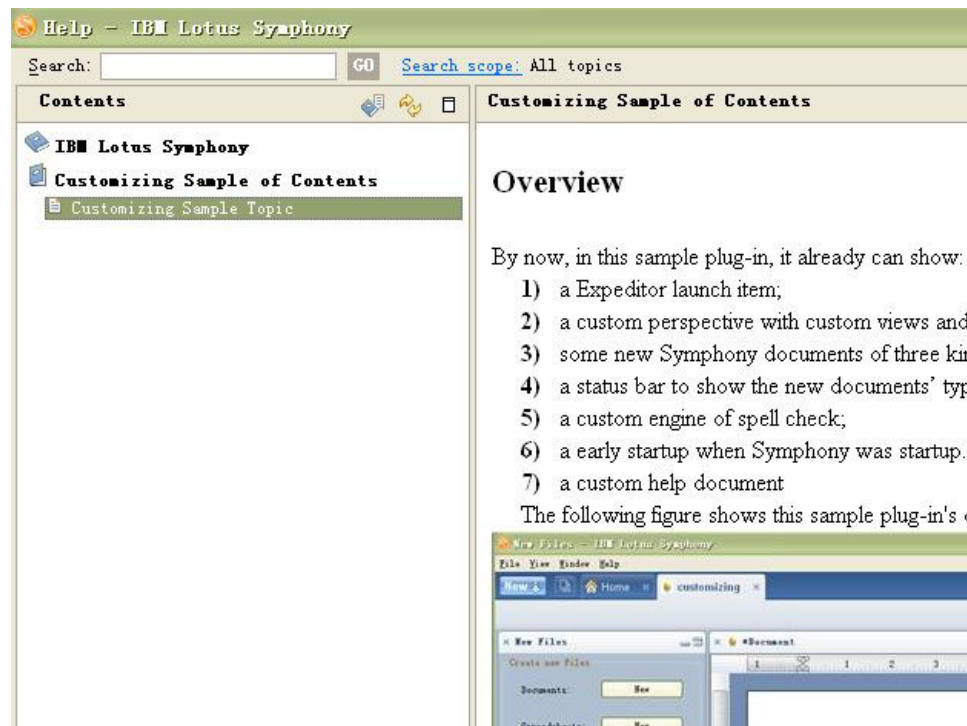 Help - IBM Lotus Symphony
Search: GO Search scope: All topics
Contents
IBM Lotus Symphony
Customizing Sample of Contents
Customizing Sample Topic
Customizing Sample of Contents
Overview
By now, in this sample plug-in, it already can show:
1) a Expeditor launch item;
2) a custom perspective with custom views and
3) some new Symphony documents of three
4) a status bar to show the new documents’
5) a custom engine of spell check;
6) a early startup when Symphony was startup.
7) a custom help document
The following figure shows this sample plug-in's
New Files - IBM Lotus Symphony
File View Window Help
New Home customizing
New Files
*Document
Create new Files
1 1 2 3
Documents: New
Spreadsheets: New